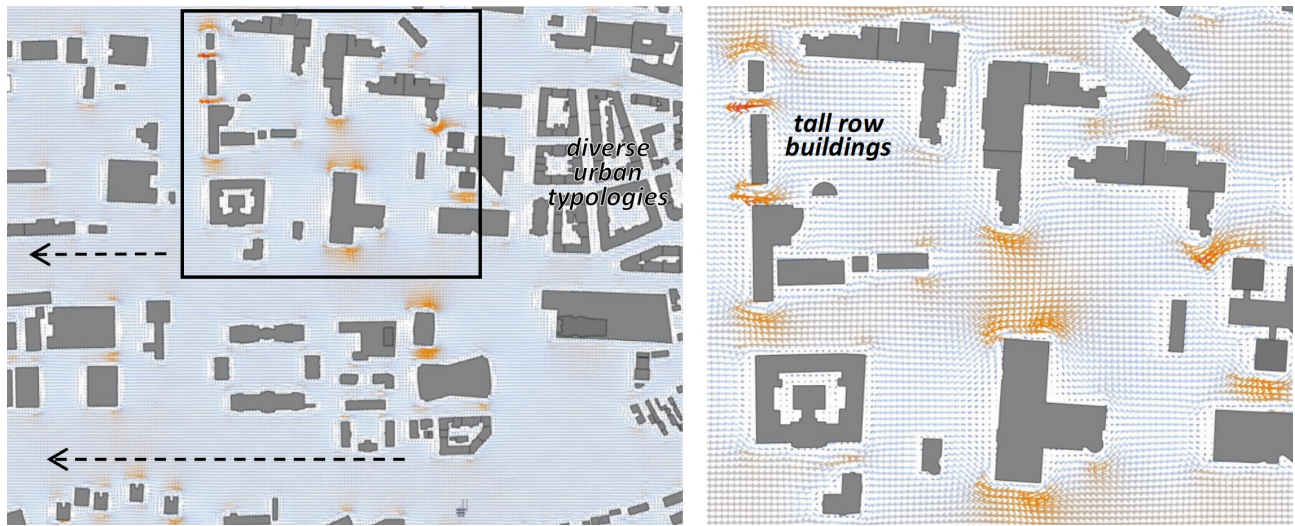 diverse
urban
typologies
tall row
buildings